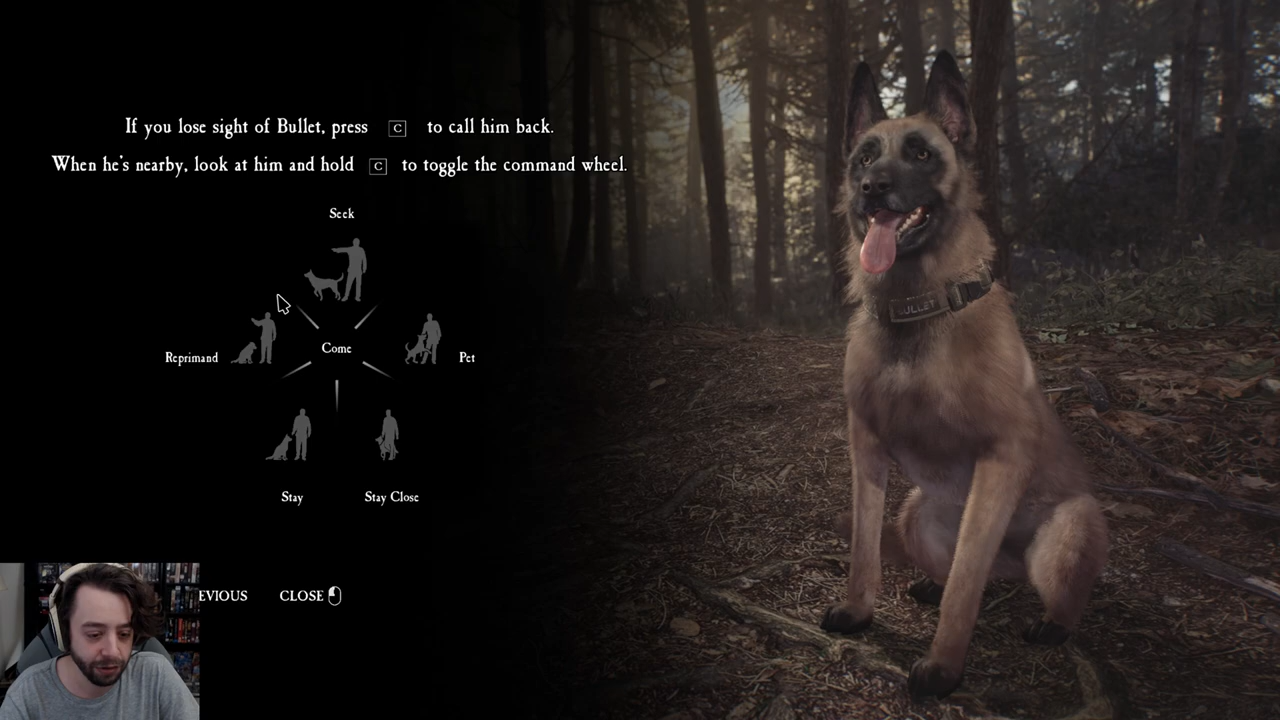 If you lose sight of Bullet, press C to call him back.
When he's nearby, look at him and hold C to toggle the command wheel.
Seek
Come
Reprimand
Pet
Stay
Stay Close
EVIOUS
CLOSE
BULLET